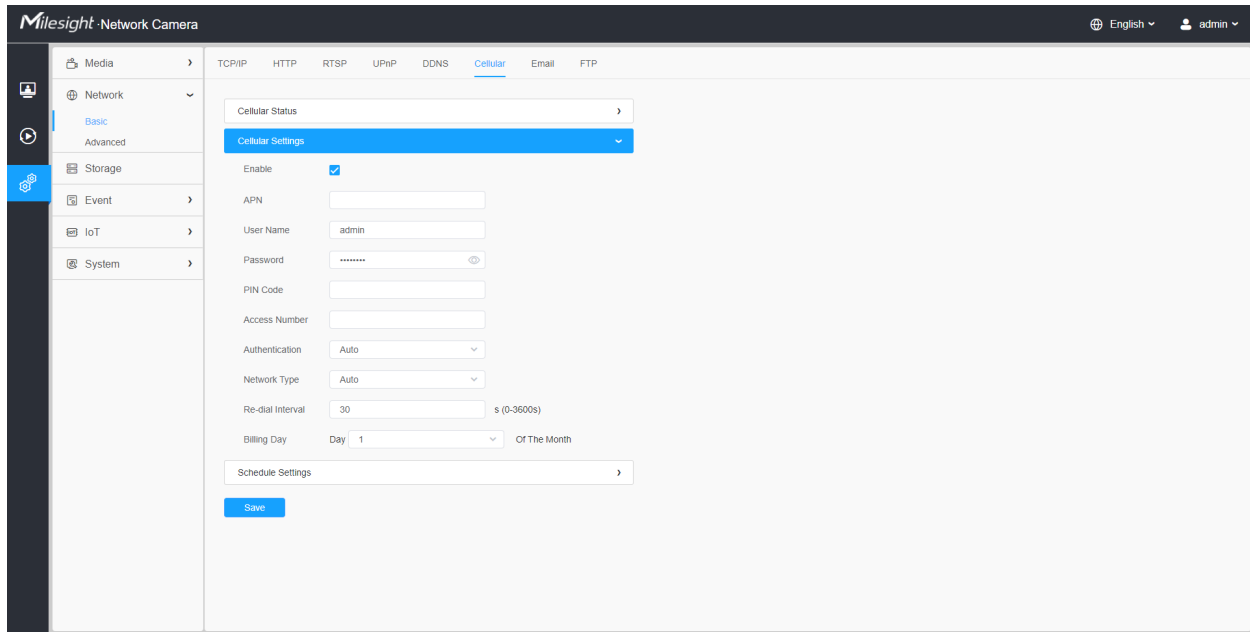 Milesight · Network Camera
English
admin
Media
Network
Basic
Advanced
Storage
Event
IoT
System
TCP/IP HTTP RTSP UPnP DDNS Cellular Email FTP
Cellular Status
Cellular Settings
Enable
APN
User Name admin
Password ••••••••
PIN Code
Access Number
Authentication Auto
Network Type Auto
Re-dial Interval 30 s (0-3600s)
Billing Day Day 1 Of The Month
Schedule Settings
Save